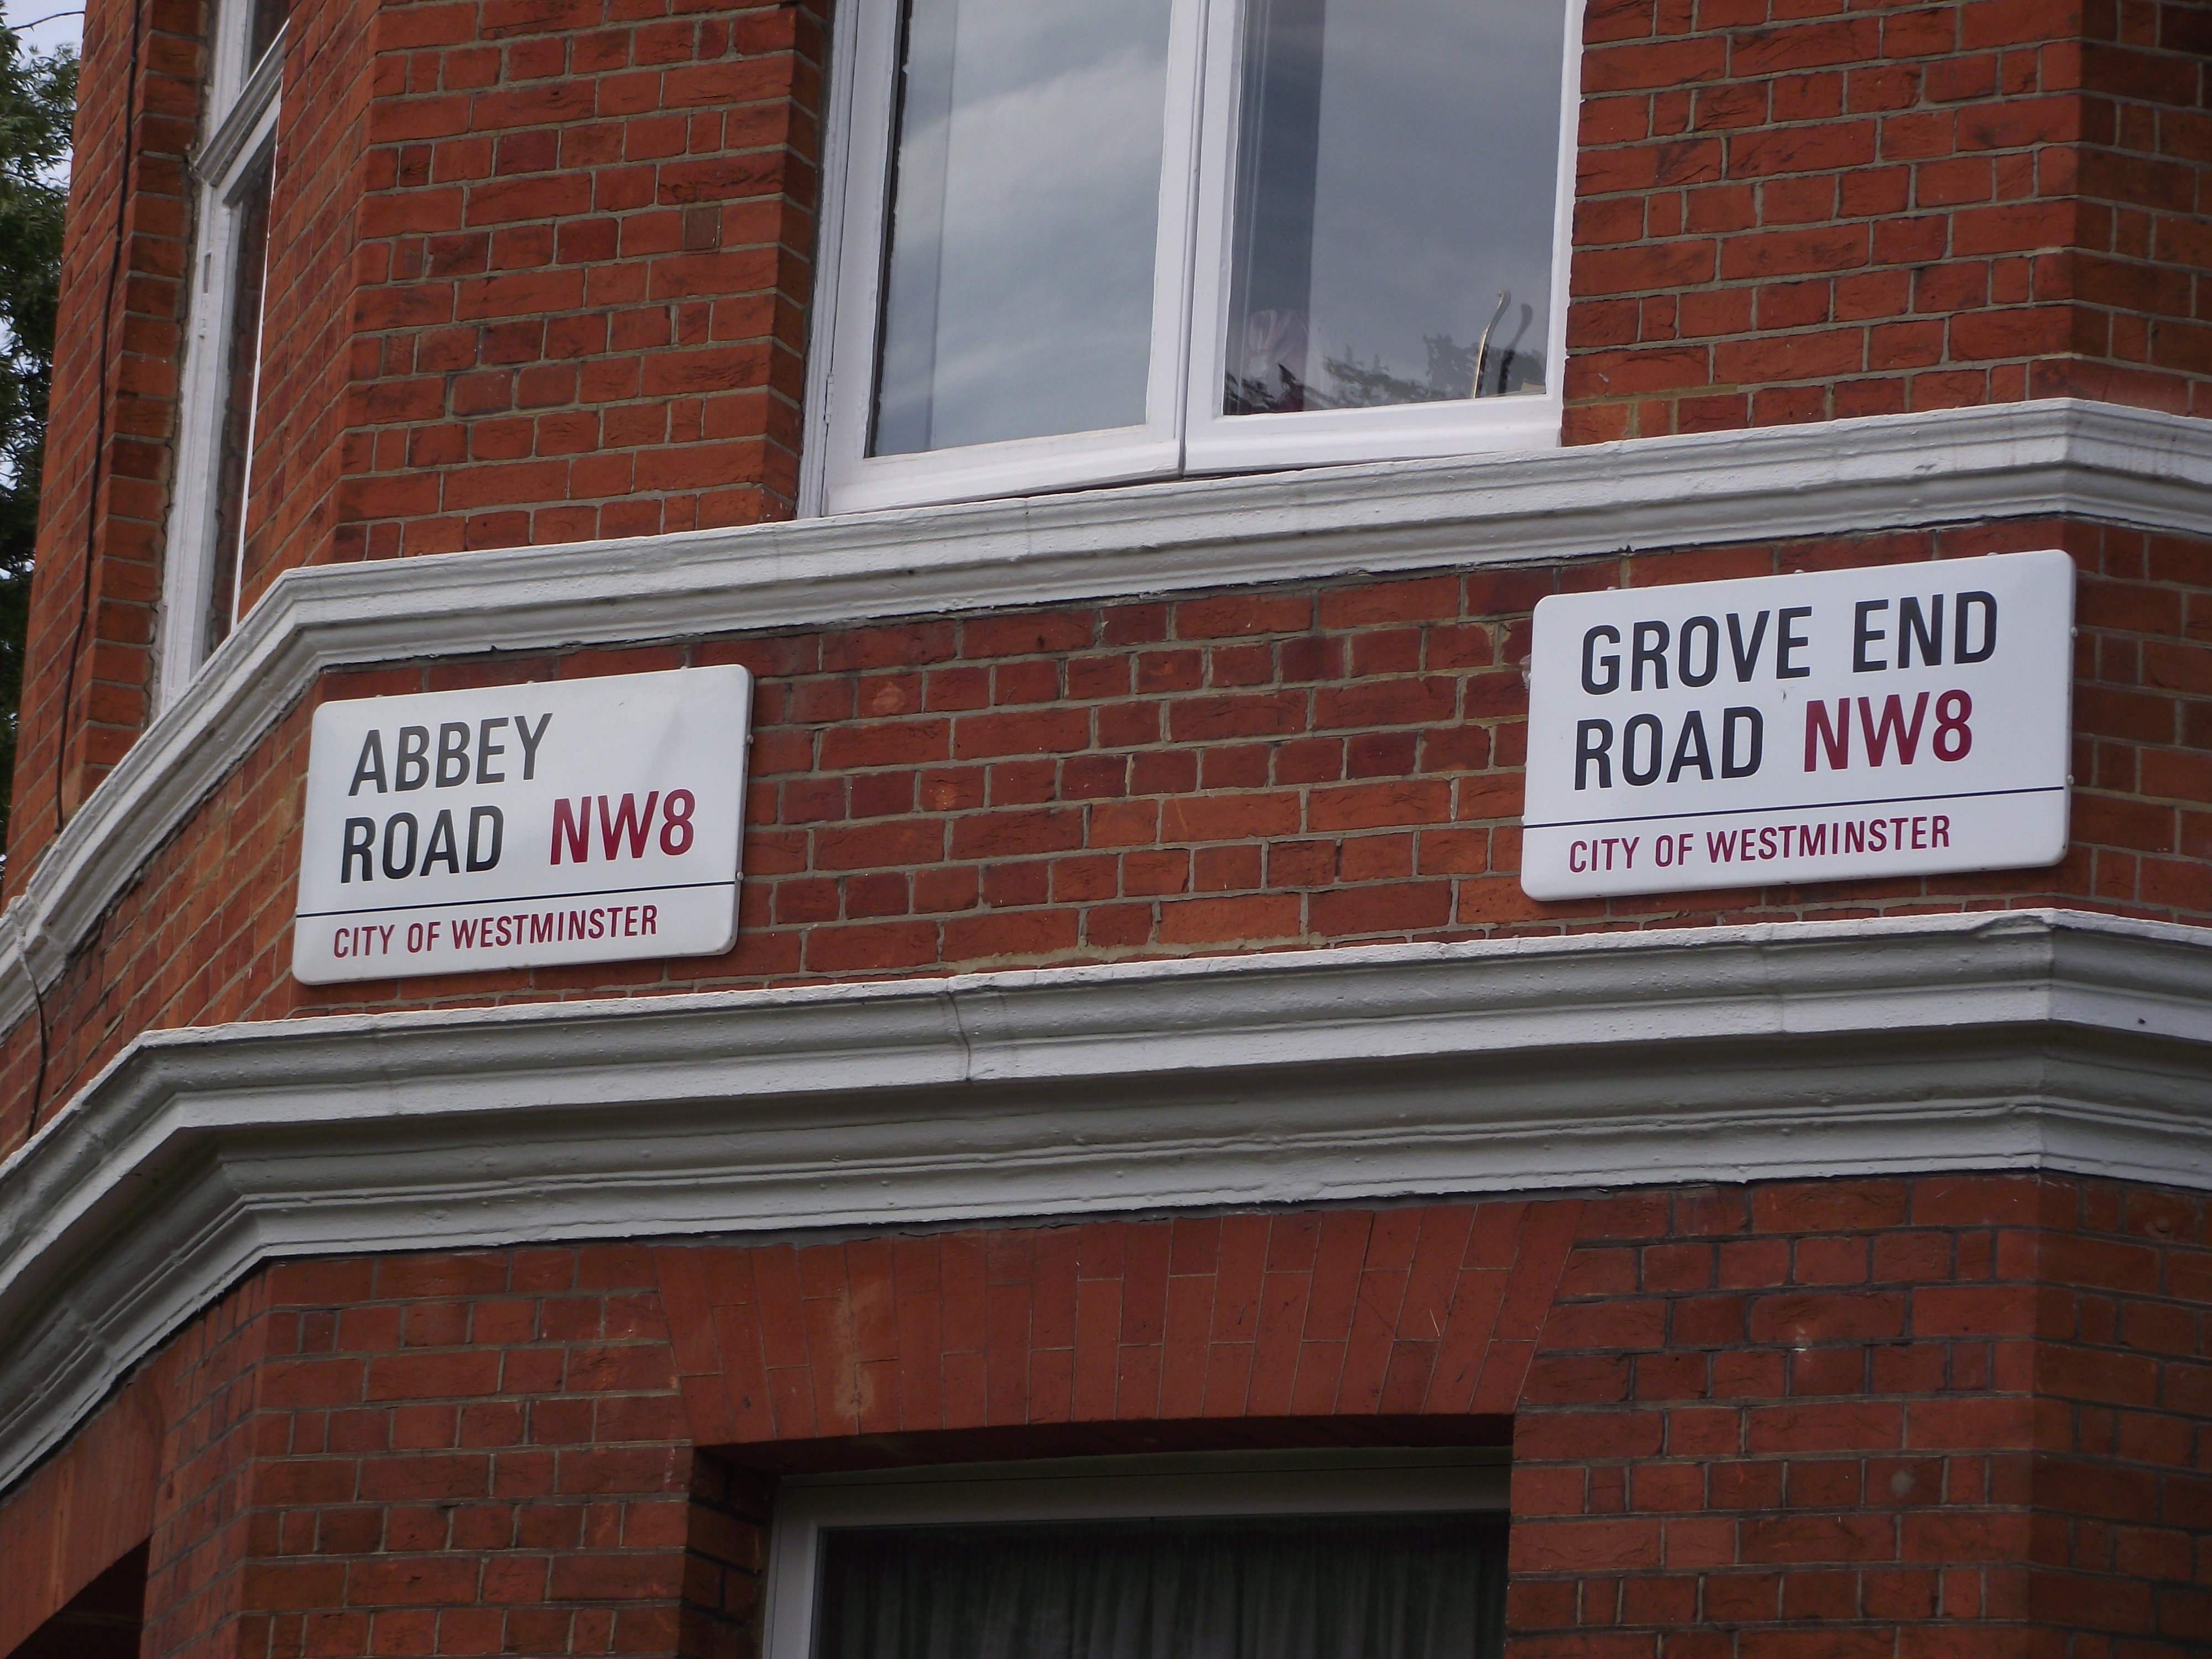 ABBEY
ROAD NW8
CITY OF WESTMINSTER
GROVE END
ROAD NW8
CITY OF WESTMINSTER